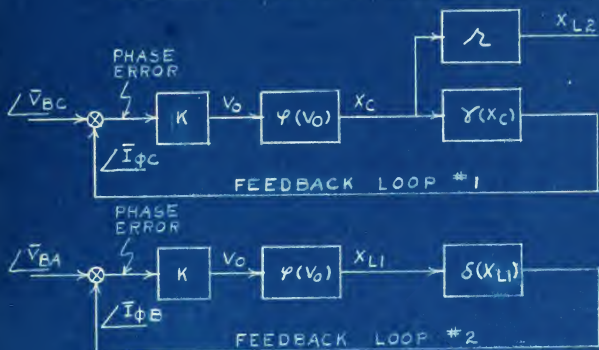 X_L2
PHASE
ERROR
r
∠V̄_BC
K
V_O
φ(V_O)
X_C
γ(X_C)
∠Ī_ϕC
FEEDBACK LOOP #1
PHASE
ERROR
∠V̄_BA
K
V_O
φ(V_O)
X_L1
δ(X_L1)
∠Ī_ϕB
FEEDBACK LOOP #2